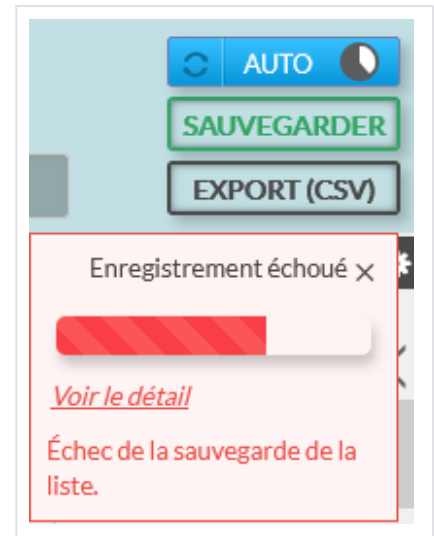 AUTO
SAUVEGARDER
EXPORT (CSV)
Enregistrement échoué ×
Voir le détail
Échec de la sauvegarde de la
liste.